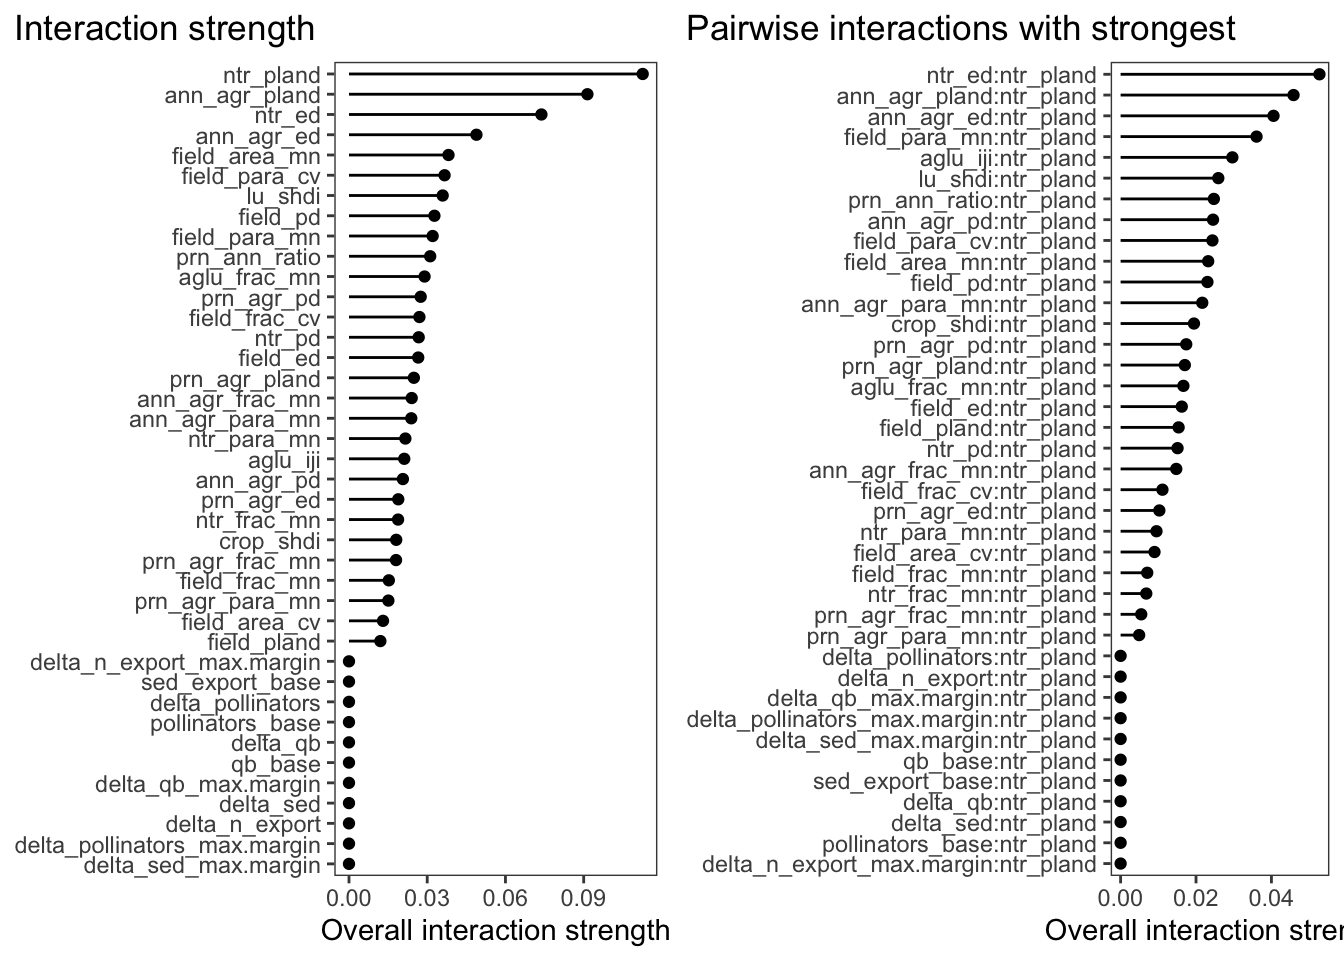 Interaction strength
ntr_pland
ann_agr_pland
ntr_ed
ann_agr_ed
field_area_mn
field_para_cv
lu_shdi
field_pd
field_para_mn
prn_ann_ratio
aglu_frac_mn
prn_agr_pd
field_frac_cv
ntr_pd
field_ed
prn_agr_pland
ann_agr_frac_mn
ann_agr_para_mn
ntr_para_mn
aglu_iji
ann_agr_pd
prn_agr_ed
ntr_frac_mn
crop_shdi
prn_agr_frac_mn
field_frac_mn
prn_agr_para_mn
field_area_cv
field_pland
delta_n_export_max.margin
sed_export_base
delta_pollinators
pollinators_base
delta_qb
qb_base
delta_qb_max.margin
delta_sed
delta_n_export
delta_pollinators_max.margin
delta_sed_max.margin
0.00 0.03 0.06 0.09
Overall interaction strength
Pairwise interactions with strongest
ntr_ed:ntr_pland
ann_agr_pland:ntr_pland
ann_agr_ed:ntr_pland
field_para_mn:ntr_pland
aglu_iji:ntr_pland
lu_shdi:ntr_pland
prn_ann_ratio:ntr_pland
ann_agr_pd:ntr_pland
field_para_cv:ntr_pland
field_area_mn:ntr_pland
field_pd:ntr_pland
ann_agr_para_mn:ntr_pland
crop_shdi:ntr_pland
prn_agr_pd:ntr_pland
prn_agr_pland:ntr_pland
aglu_frac_mn:ntr_pland
field_ed:ntr_pland
field_pland:ntr_pland
ntr_pd:ntr_pland
ann_agr_frac_mn:ntr_pland
field_frac_cv:ntr_pland
prn_agr_ed:ntr_pland
ntr_para_mn:ntr_pland
field_area_cv:ntr_pland
field_frac_mn:ntr_pland
ntr_frac_mn:ntr_pland
prn_agr_frac_mn:ntr_pland
prn_agr_para_mn:ntr_pland
delta_pollinators:ntr_pland
delta_n_export:ntr_pland
delta_qb_max.margin:ntr_pland
delta_pollinators_max.margin:ntr_pland
delta_sed_max.margin:ntr_pland
qb_base:ntr_pland
sed_export_base:ntr_pland
delta_qb:ntr_pland
delta_sed:ntr_pland
pollinators_base:ntr_pland
delta_n_export_max.margin:ntr_pland
0.00 0.02 0.04
Overall interaction stren